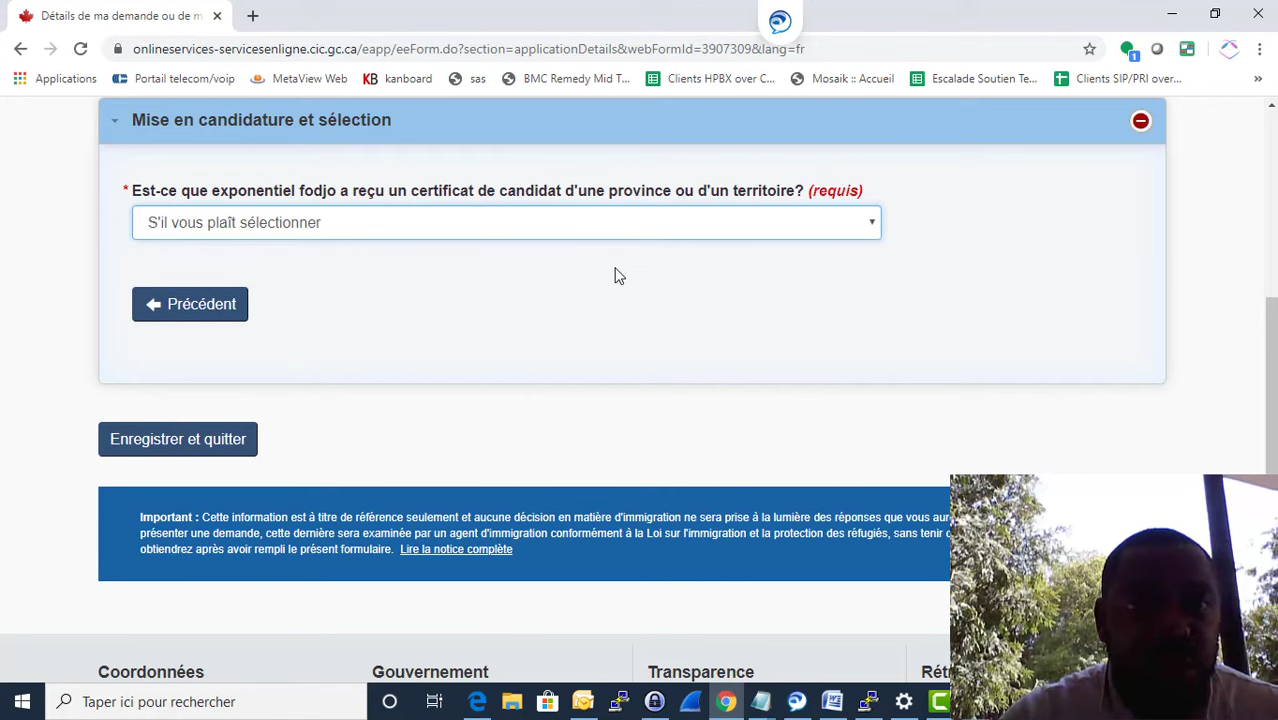 Détails de ma demande ou de m
onlineservices-servicesenligne.cic.gc.ca/eapp/eeForm.do?section=applicationDetails&webFormId=3907309&lang=fr
1
Applications Portail telecom/voip MetaView Web KB kanboard sas BMC Remedy Mid T... Clients HPBX over C... Mosaik :: Accueil Escalade Soutien Te... Clients SIP/PRI over...
Mise en candidature et sélection
* Est-ce que exponentiel fodjo a reçu un certificat de candidat d'une province ou d'un territoire? (requis)
S'il vous plaît sélectionner
Précédent
Enregistrer et quitter
Important : Cette information est à titre de référence seulement et aucune décision en matière d'immigration ne sera prise à la lumière des réponses que vous aur
présenter une demande, cette dernière sera examinée par un agent d'immigration conformément à la Loi sur l'immigration et la protection des réfugiés, sans tenir c
obtiendrez après avoir rempli le présent formulaire. Lire la notice complète
Coordonnées Gouvernement Transparence Rét
Taper ici pour rechercher